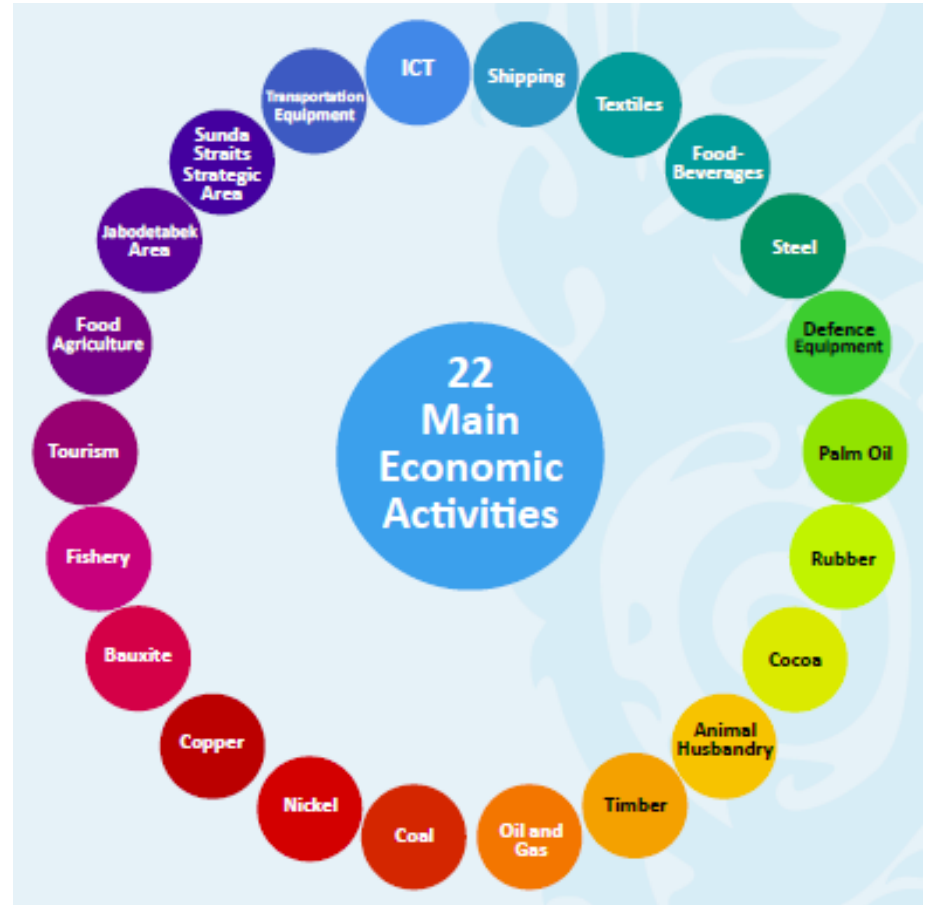 ICT
Shipping
Textiles
Food-
Beverages
Steel
Defence
Equipment
Palm Oil
Rubber
Cocoa
Animal
Husbandry
Timber
Oil and
Gas
Coal
Nickel
Copper
Bauxite
Fishery
Tourism
Food
Agriculture
Jabodetabek
Area
Sunda
Straits
Strategic
Area
Transportation
Equipment
22
Main
Economic
Activities